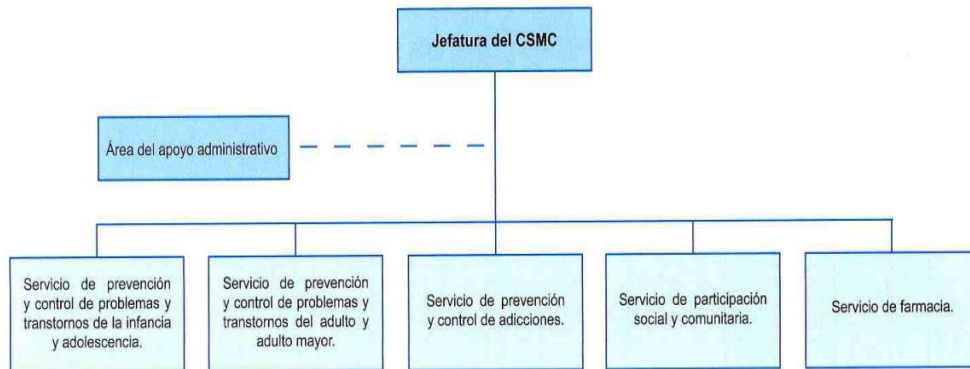 Jefatura del CSMC
Área del apoyo administrativo
Servicio de prevención
y control de problemas y
transtornos de la infancia
y adolescencia.
Servicio de prevención
y control de problemas y
transtornos del adulto y
adulto mayor.
Servicio de prevención
y control de adicciones.
Servicio de participación
social y comunitaria.
Servicio de farmacia.